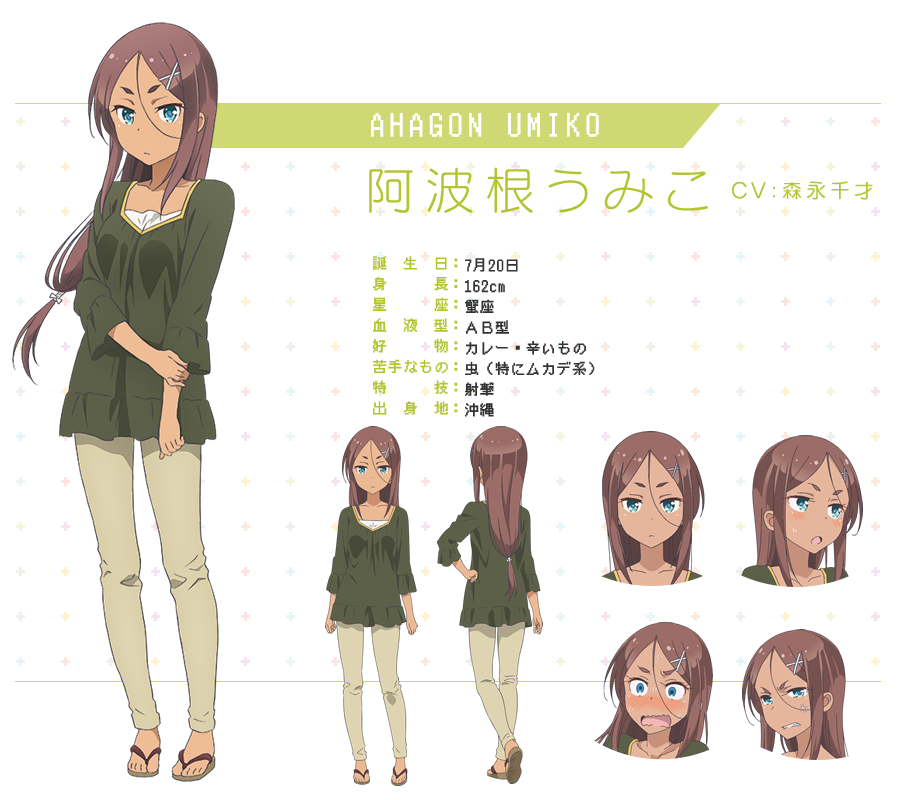 AHAGON UMIKO
阿波根うみこ CV:森永千才
誕生日：7月20日
身長：162cm
星座：蟹座
血液型：AB型
好物：カレー・辛いもの
苦手なもの：虫（特にムカデ系）
特技：射撃
出身地：沖縄